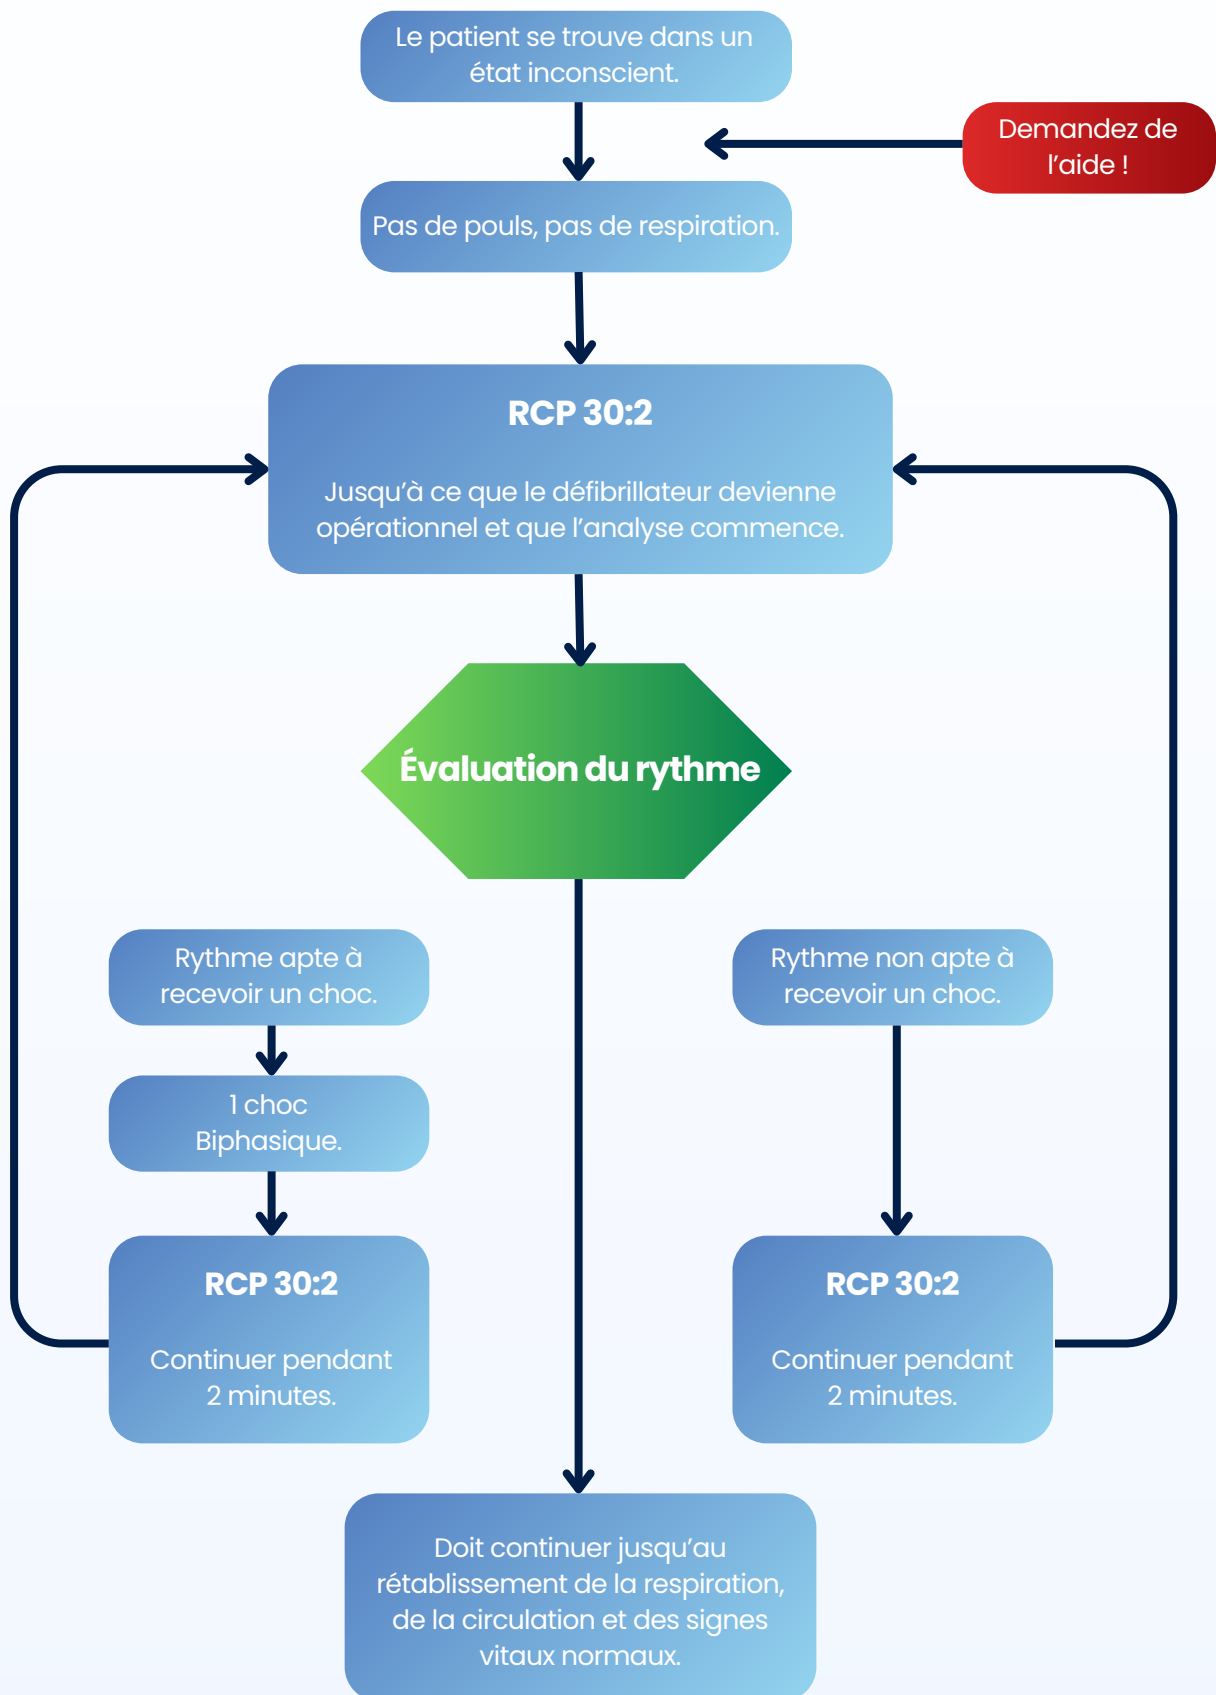 Le patient se trouve dans un
état inconscient.
Demandez de
l'aide !
Pas de pouls, pas de respiration.
RCP 30:2
Jusqu'à ce que le défibrillateur devienne
opérationnel et que l'analyse commence.
Évaluation du rythme
Rythme apte à
recevoir un choc.
1 choc
Biphasique.
RCP 30:2
Continuer pendant
2 minutes.
Rythme non apte à
recevoir un choc.
RCP 30:2
Continuer pendant
2 minutes.
Doit continuer jusqu'au
rétablissement de la respiration,
de la circulation et des signes
vitaux normaux.